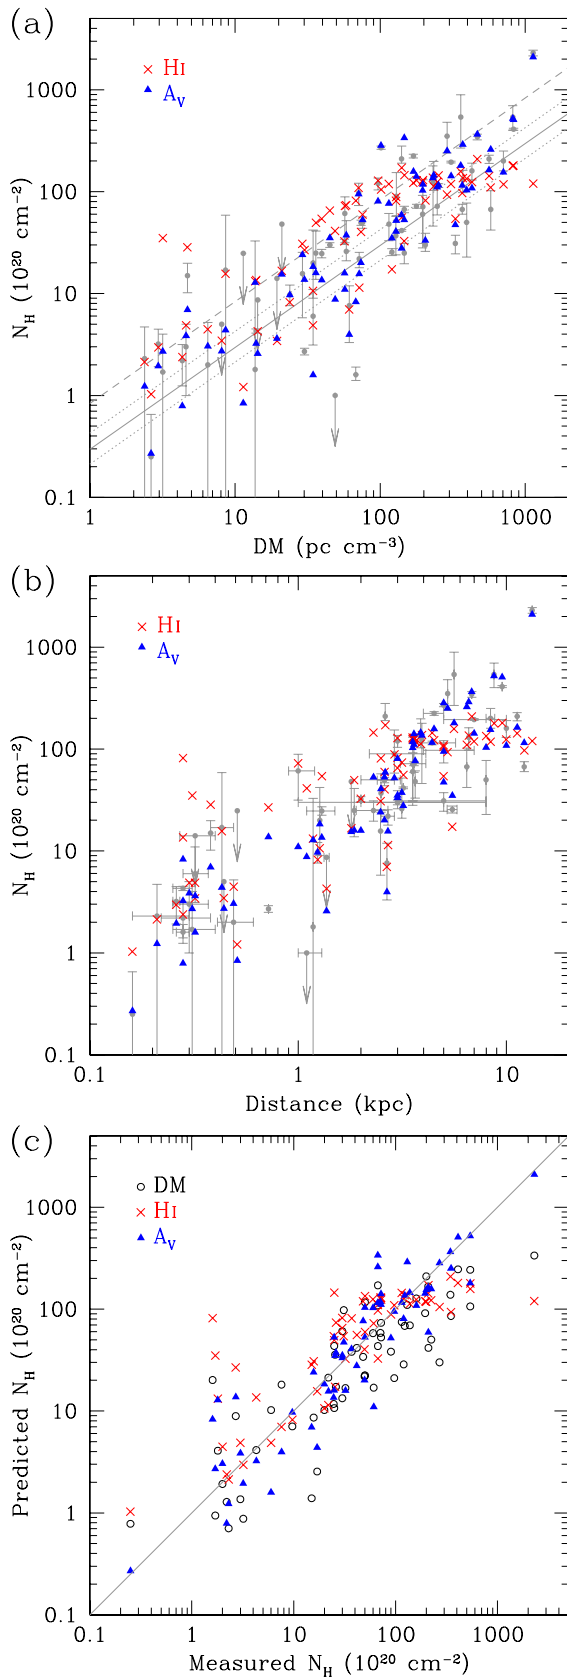 (a)
HI
A_V
1000
100
10
1
0.1
N_H (10^20 cm^−2)
1 10 100 1000
DM (pc cm^−3)
(b)
HI
A_V
1000
100
10
1
0.1
N_H (10^20 cm^−2)
0.1 1 10
Distance (kpc)
(c)
DM
HI
A_V
1000
100
10
1
0.1
Predicted N_H (10^20 cm^−2)
0.1 1 10 100 1000
Measured N_H (10^20 cm^−2)